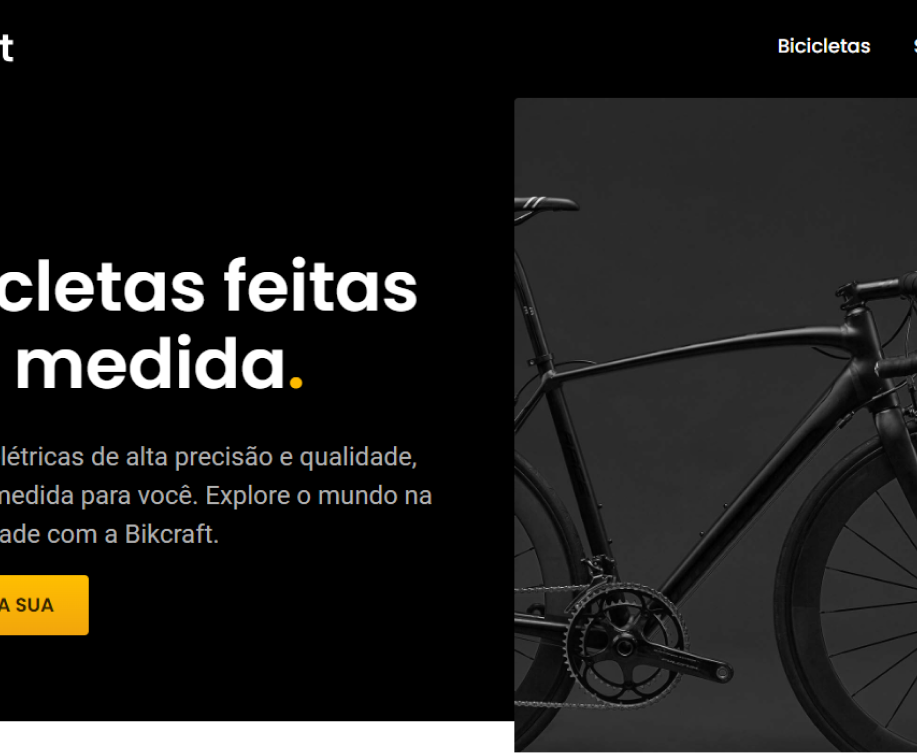 t
Bicicletas
cletas feitas
medida.
létricas de alta precisão e qualidade,
medida para você. Explore o mundo na
ade com a Bikcraft.
A SUA